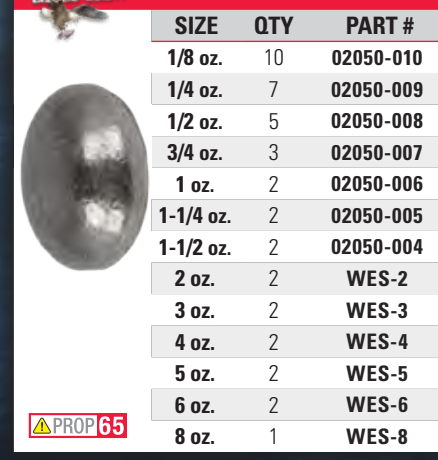 SIZE QTY PART #
1/8 oz. 10 02050-010
1/4 oz. 7 02050-009
1/2 oz. 5 02050-008
3/4 oz. 3 02050-007
1 oz. 2 02050-006
1-1/4 oz. 2 02050-005
1-1/2 oz. 2 02050-004
2 oz. 2 WES-2
3 oz. 2 WES-3
4 oz. 2 WES-4
5 oz. 2 WES-5
6 oz. 2 WES-6
8 oz. 1 WES-8
PROP 65